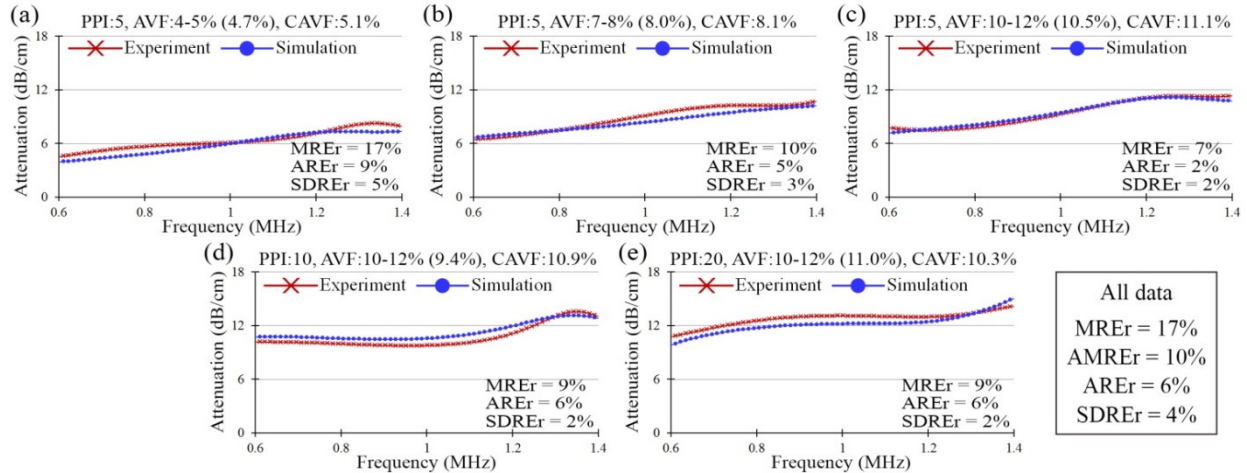 (a)
PPI:5, AVF:4-5% (4.7%), CAVF:5.1%
Attenuation (dB/cm)
18
12
6
0
Experiment
Simulation
MREr = 17%
AREr = 9%
SDREr = 5%
0.6 0.8 1 1.2 1.4
Frequency (MHz)
(b)
PPI:5, AVF:7-8% (8.0%), CAVF:8.1%
Attenuation (dB/cm)
18
12
6
0
Experiment
Simulation
MREr = 10%
AREr = 5%
SDREr = 3%
0.6 0.8 1 1.2 1.4
Frequency (MHz)
(c)
PPI:5, AVF:10-12% (10.5%), CAVF:11.1%
Attenuation (dB/cm)
18
12
6
0
Experiment
Simulation
MREr = 7%
AREr = 2%
SDREr = 2%
0.6 0.8 1 1.2 1.4
Frequency (MHz)
(d)
PPI:10, AVF:10-12% (9.4%), CAVF:10.9%
Attenuation (dB/cm)
18
12
6
0
Experiment
Simulation
MREr = 9%
AREr = 6%
SDREr = 2%
0.6 0.8 1 1.2 1.4
Frequency (MHz)
(e)
PPI:20, AVF:10-12% (11.0%), CAVF:10.3%
Attenuation (dB/cm)
18
12
6
0
Experiment
Simulation
MREr = 9%
AREr = 6%
SDREr = 2%
0.6 0.8 1 1.2 1.4
Frequency (MHz)
All data
MREr = 17%
AMREr = 10%
AREr = 6%
SDREr = 4%